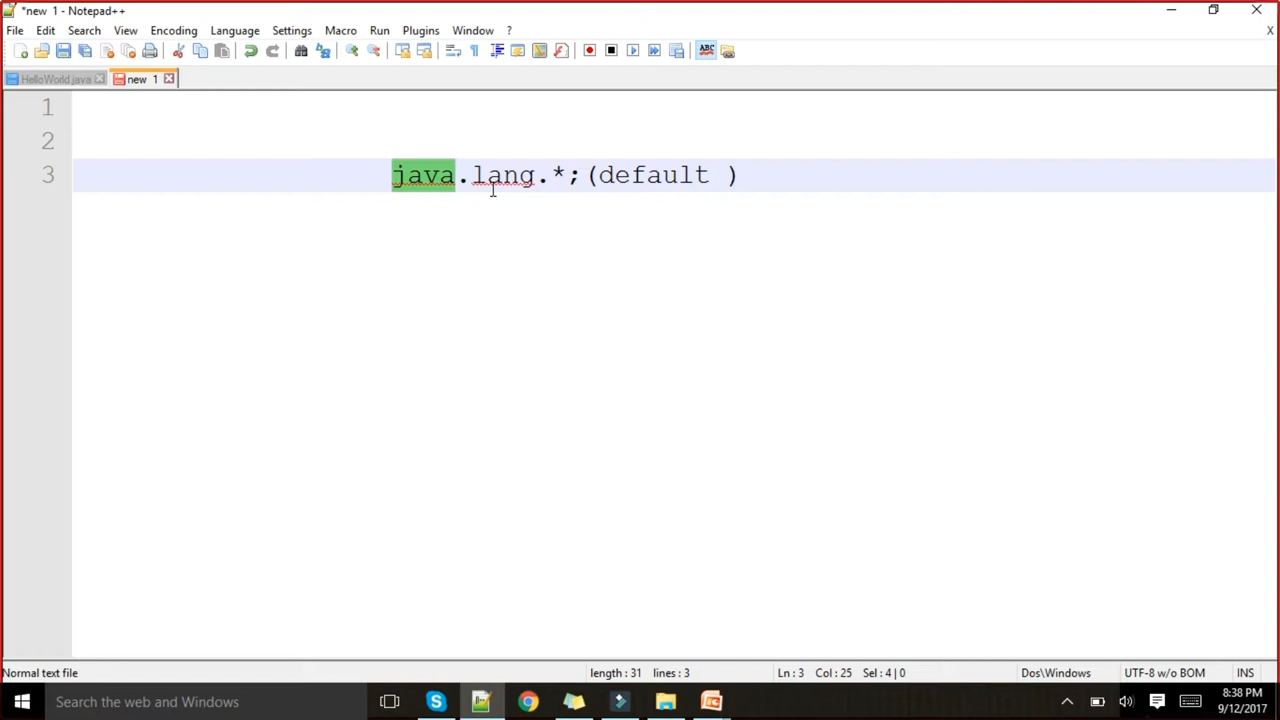 *new 1 - Notepad++
File Edit Search View Encoding Language Settings Macro Run Plugins Window ? X
ABC
HelloWorld.java new 1
1
2
3 java.lang.*;(default )
Normal text file length : 31 lines : 3 Ln : 3 Col : 25 Sel : 4 | 0 Dos\Windows UTF-8 w/o BOM INS
Search the web and Windows 8:38 PM
9/12/2017